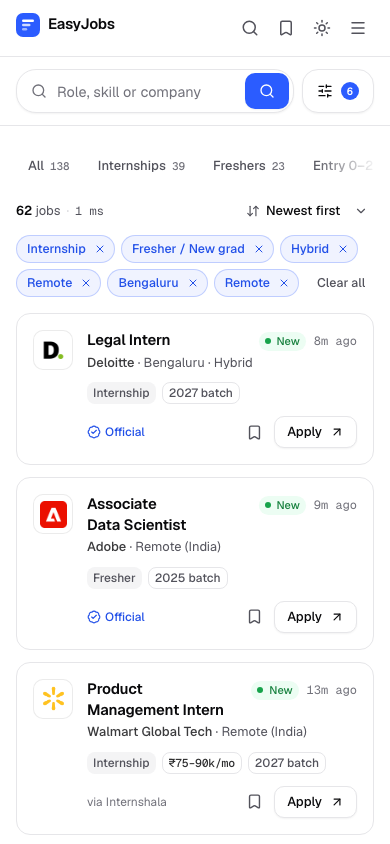 EasyJobs
Role, skill or company
6
All 138 Internships 39 Freshers 23 Entry 0–2
62 jobs · 1 ms Newest first
Internship Fresher / New grad Hybrid
Remote Bengaluru Remote Clear all
D.
Legal Intern New 8m ago
Deloitte · Bengaluru · Hybrid
Internship 2027 batch
Official Apply
Associate New 9m ago
Data Scientist
Adobe · Remote (India)
Fresher 2025 batch
Official Apply
Product New 13m ago
Management Intern
Walmart Global Tech · Remote (India)
Internship ₹75–90k/mo 2027 batch
via Internshala Apply